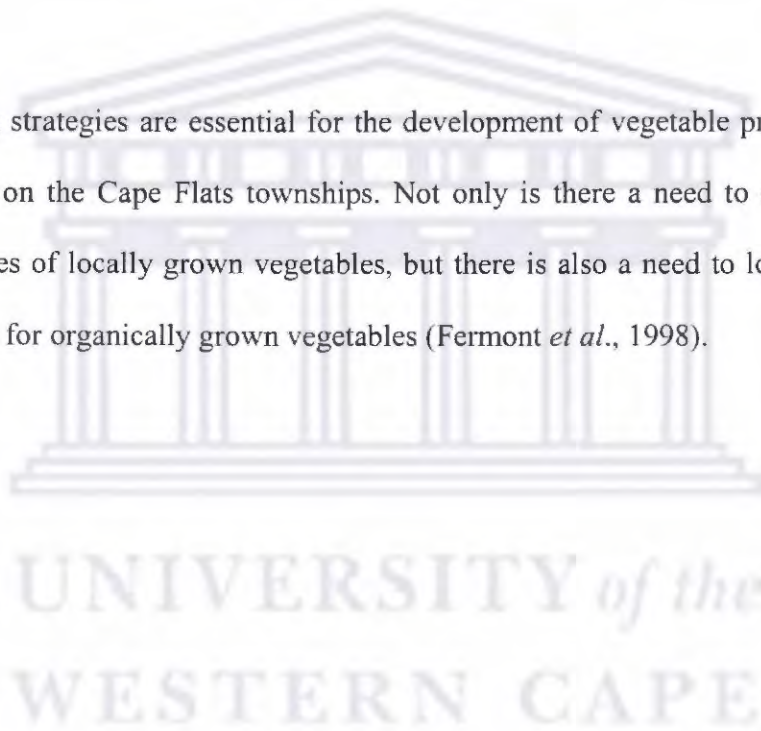 strategies are essential for the development of vegetable pr
on the Cape Flats townships. Not only is there a need to
es of locally grown vegetables, but there is also a need to lo
for organically grown vegetables (Fermont et al., 1998).
UNIVERSITY of the
WESTERN CAPE